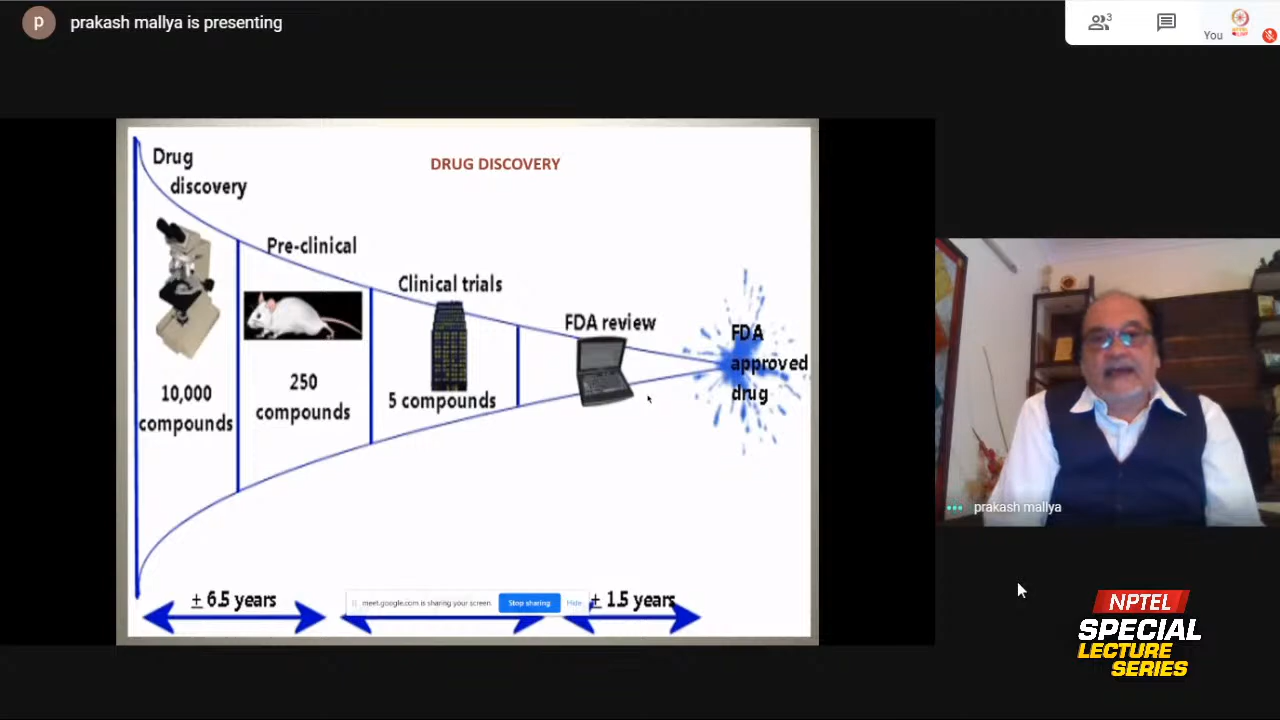 p
prakash mallya is presenting
3
You
DRUG DISCOVERY
Drug
discovery
Pre-clinical
Clinical trials
FDA review
FDA
approved
drug
10,000
compounds
250
compounds
5 compounds
± 6.5 years
meet.google.com is sharing your screen.
Stop sharing
Hide
± 1.5 years
prakash mallya
NPTEL
SPECIAL
LECTURE
SERIES